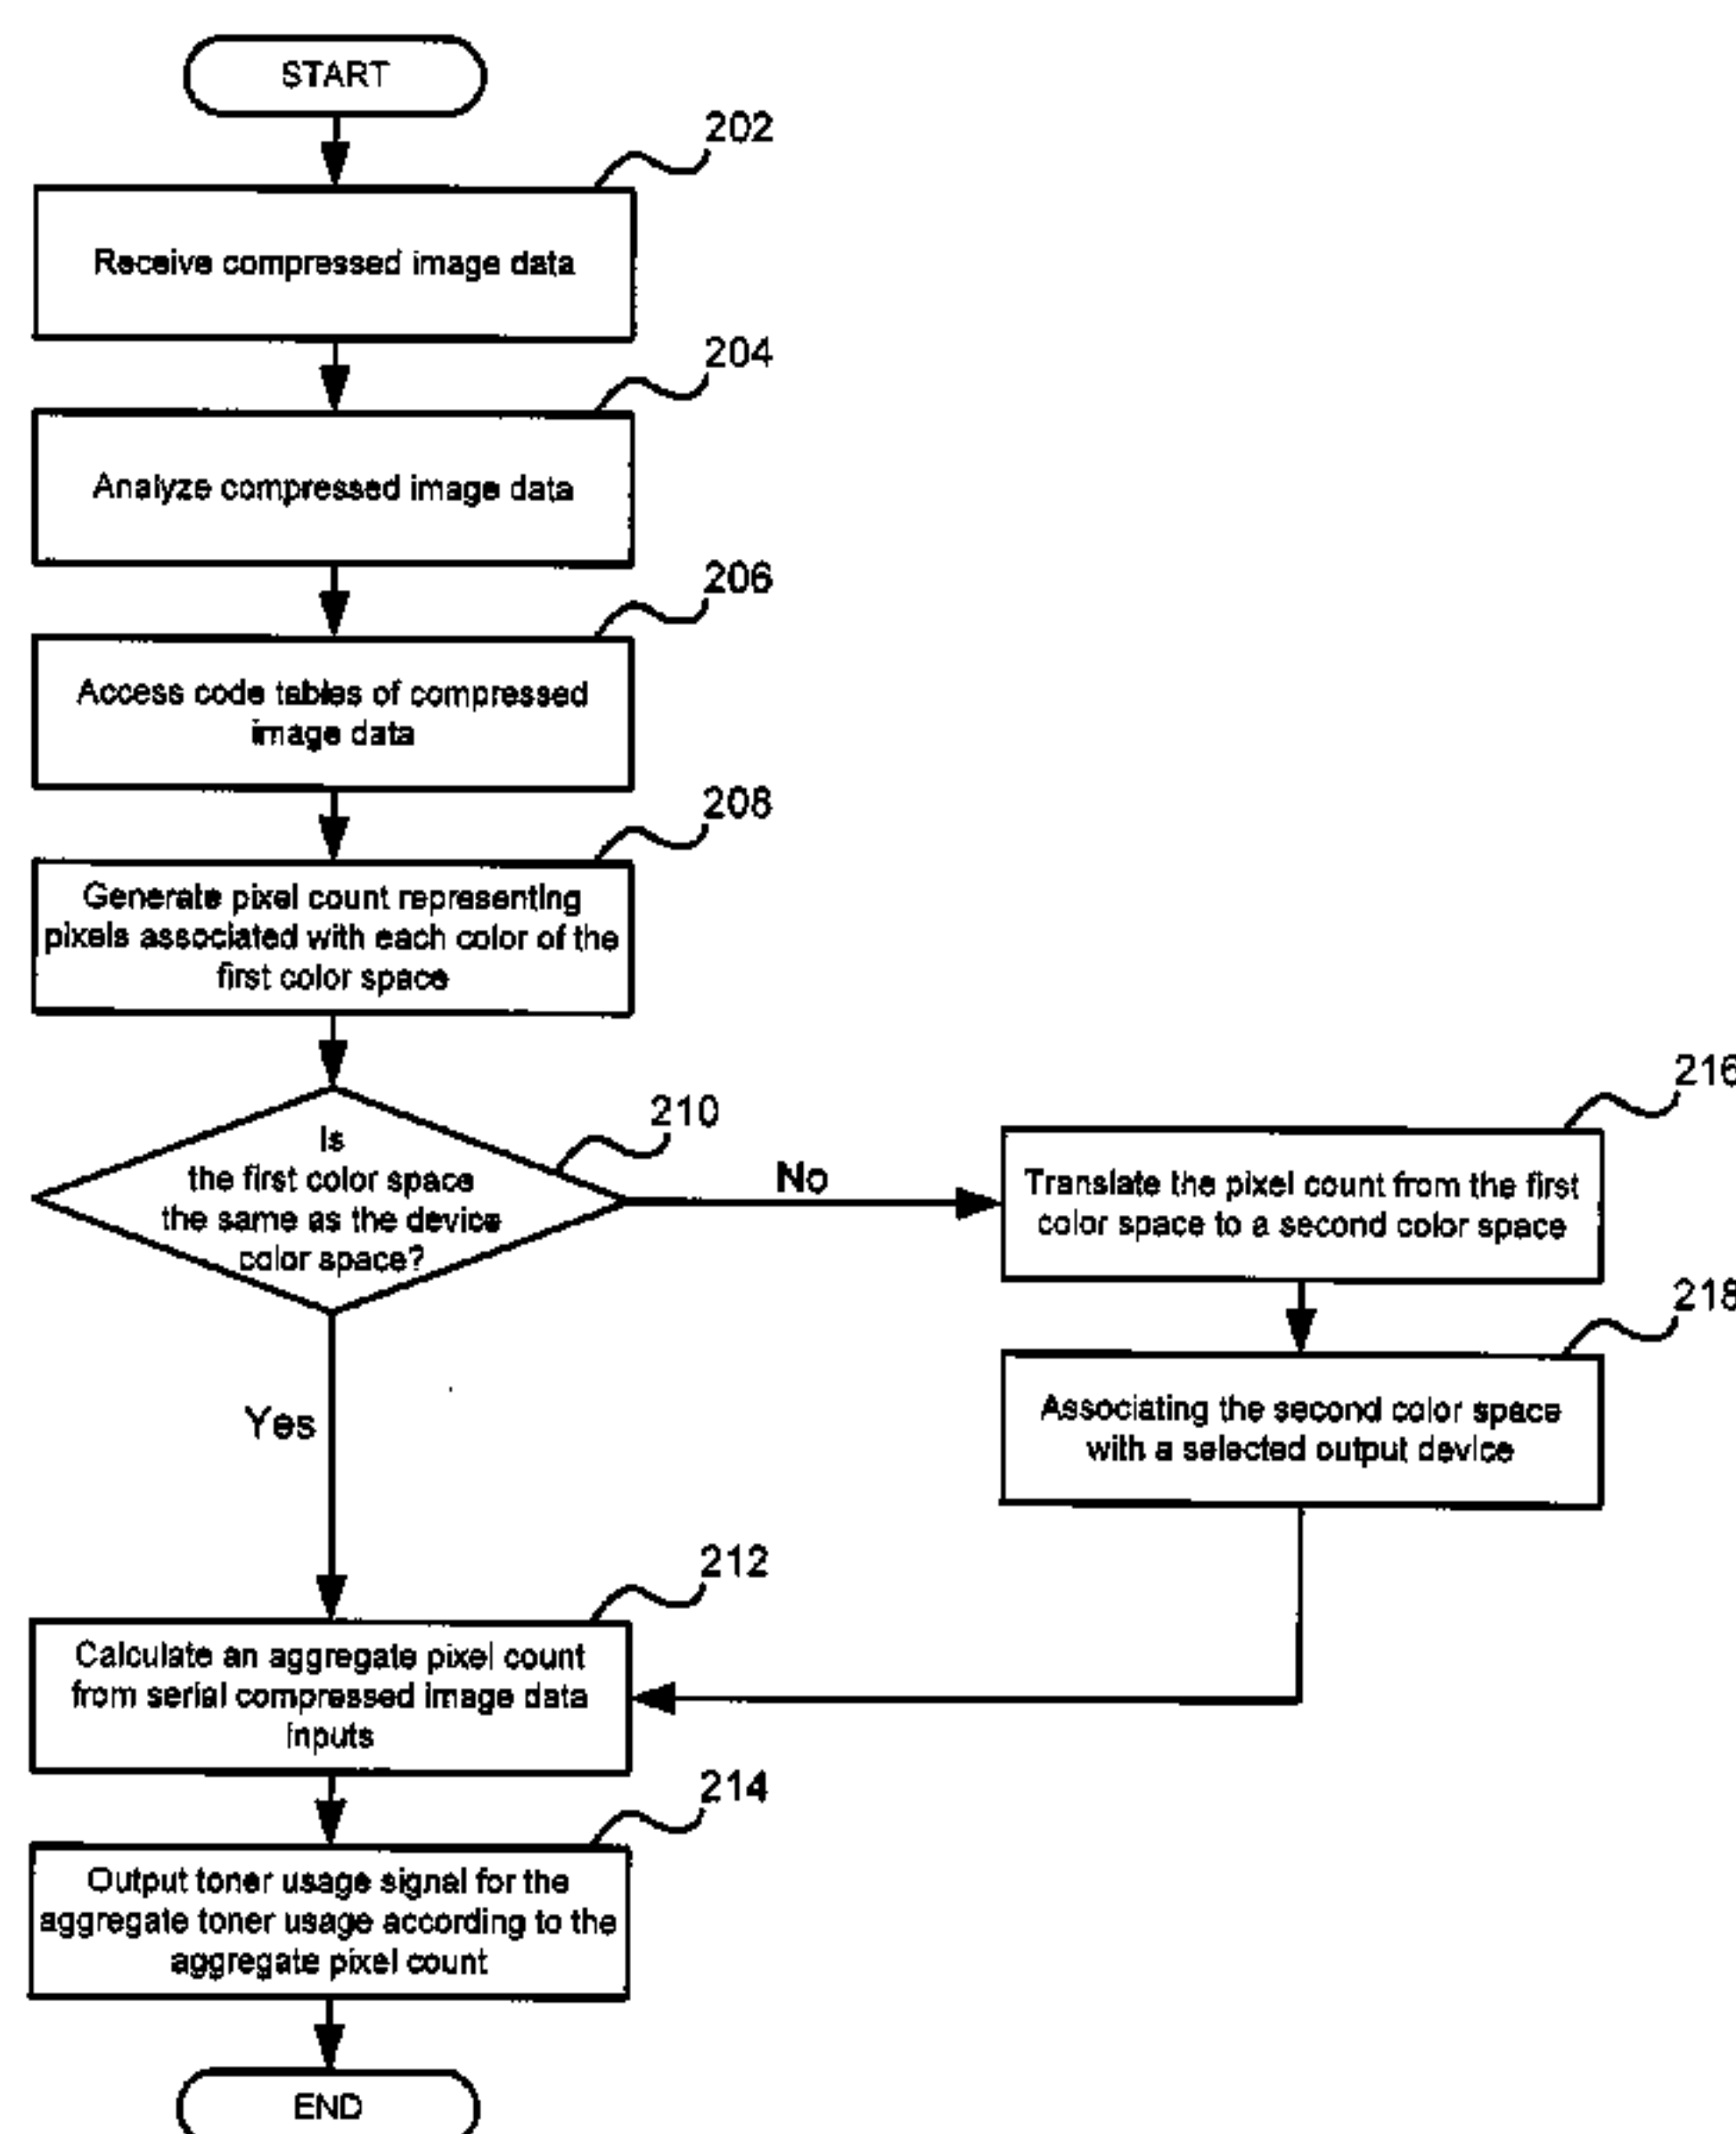 START
202
Receive compressed image data
204
Analyze compressed image data
206
Access code tables of compressed
image data
208
Generate pixel count representing
pixels associated with each color of the
first color space
210
Is
the first color space
the same as the device
color space?
No
216
Translate the pixel count from the first
color space to a second color space
218
Associating the second color space
with a selected output device
Yes
212
Calculate an aggregate pixel count
from serial compressed image data
inputs
214
Output toner usage signal for the
aggregate toner usage according to the
aggregate pixel count
END